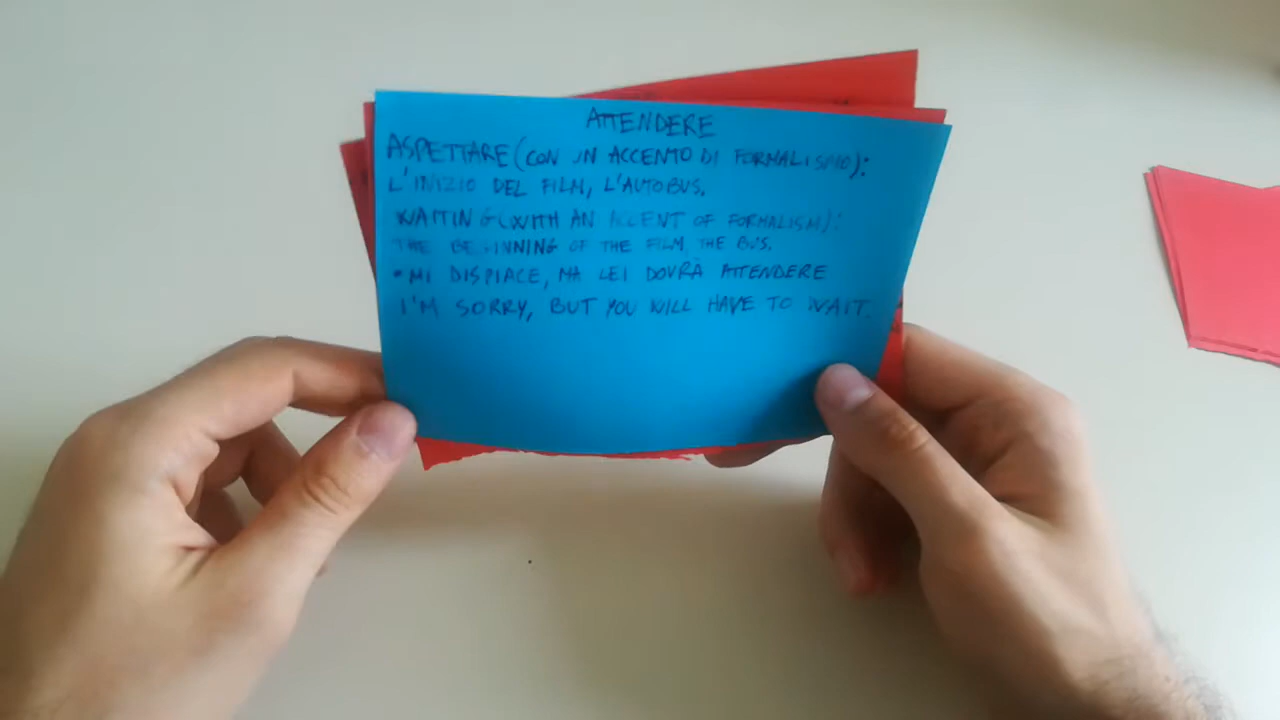 ATTENDERE
ASPETTARE (CON UN ACCENTO DI FORMALISMO):
L'INIZIO DEL FILM, L'AUTOBUS.
WAITING (WITH AN ACCENT OF FORMALISM):
THE BEGINNING OF THE FILM, THE BUS.
• MI DISPIACE, MA LEI DOVRÀ ATTENDERE
I'M SORRY, BUT YOU WILL HAVE TO WAIT.